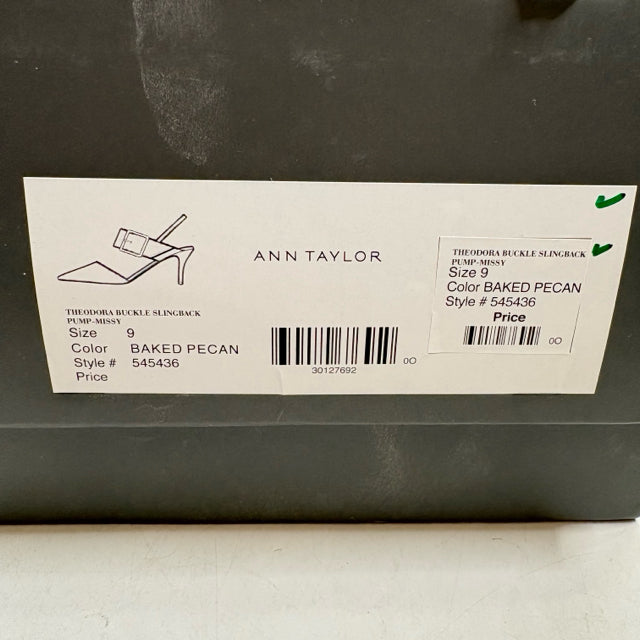 ANN TAYLOR
THEODORA BUCKLE SLINGBACK
PUMP-MISSY
Size 9
Color BAKED PECAN
Style # 545436
Price
0O
30127692
THEODORA BUCKLE SLINGBACK
PUMP-MISSY
Size 9
Color BAKED PECAN
Style # 545436
Price
0O